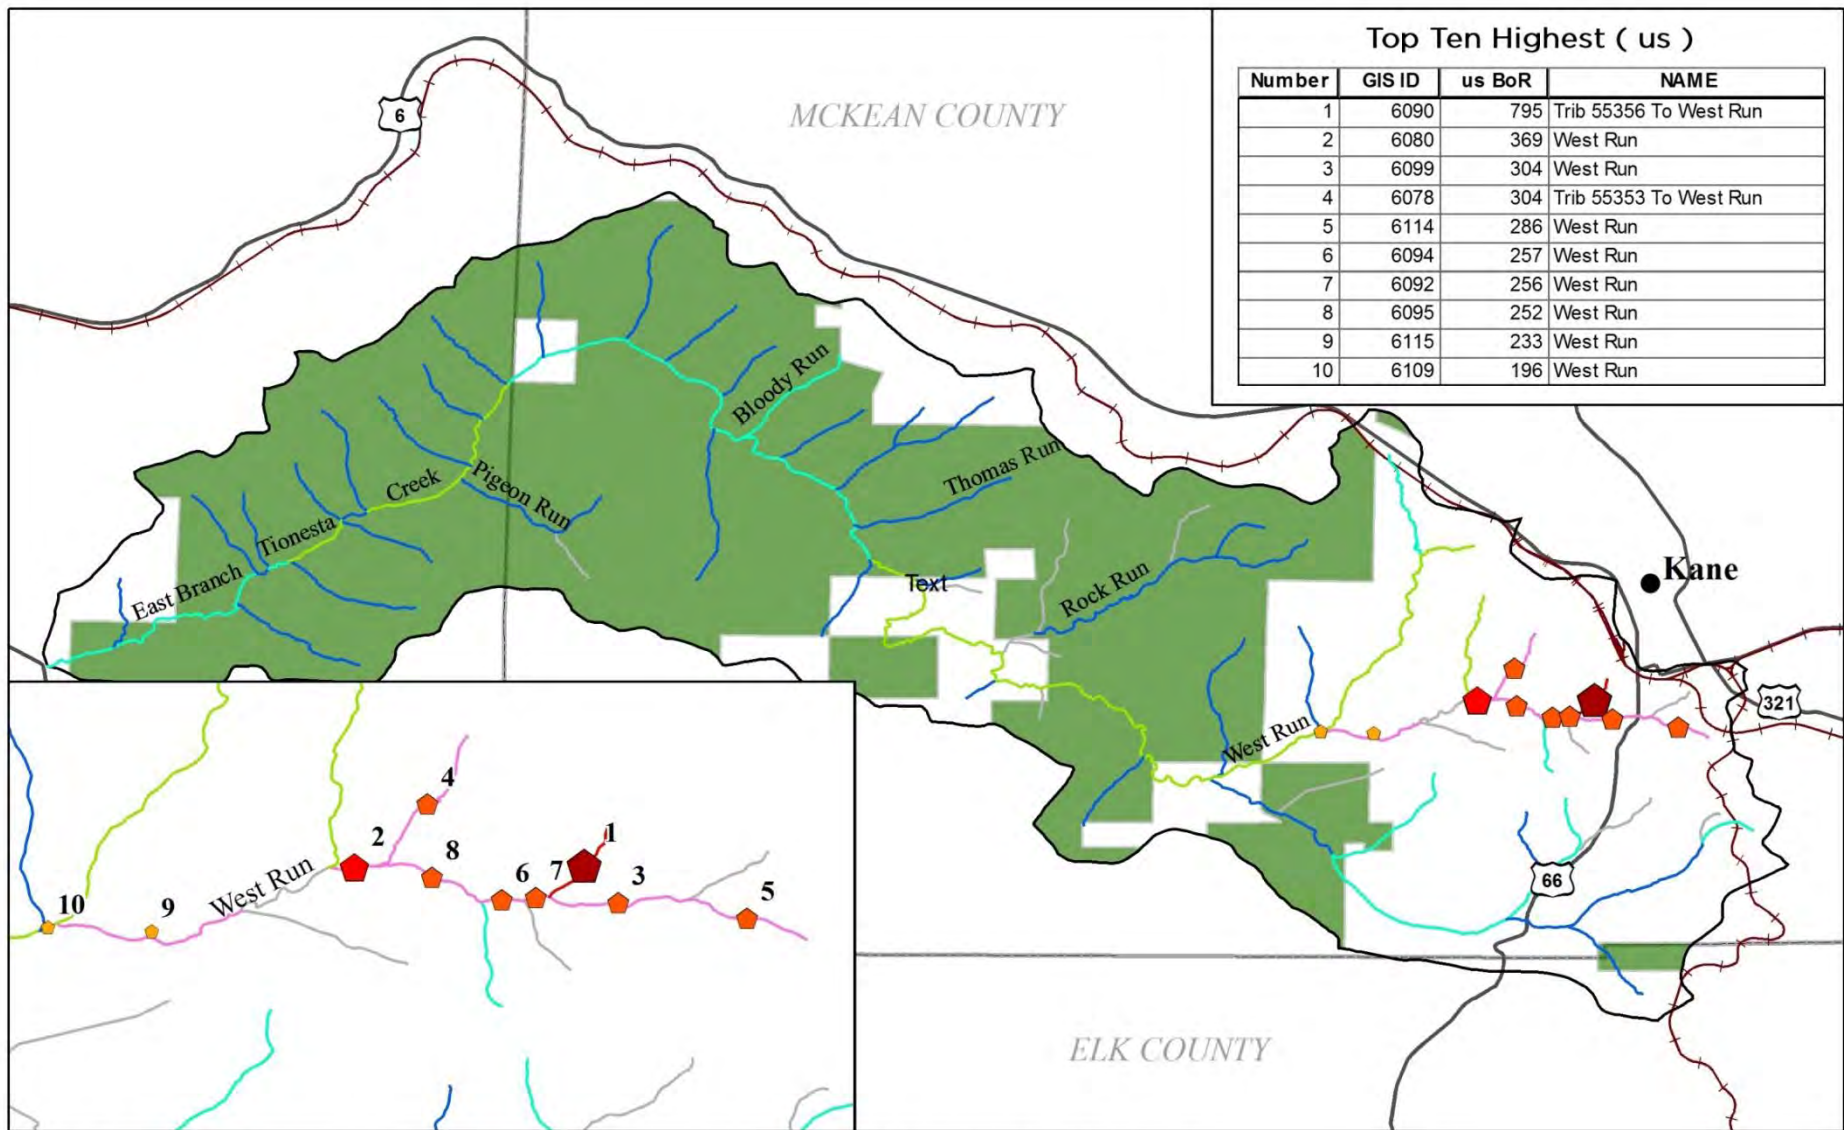 Top Ten Highest ( us )
Number GIS ID us BoR NAME
1 6090 795 Trib 55356 To West Run
2 6080 369 West Run
3 6099 304 West Run
4 6078 304 Trib 55353 To West Run
5 6114 286 West Run
6 6094 257 West Run
7 6092 256 West Run
8 6095 252 West Run
9 6115 233 West Run
10 6109 196 West Run
6
MCKEAN COUNTY
Bloody Run
Thomas Run
Creek
Pigeon Run
Tionesta
East Branch
Text
Rock Run
Kane
321
West Run
66
4
1
2
8
6
7
3
5
West Run
10
9
ELK COUNTY